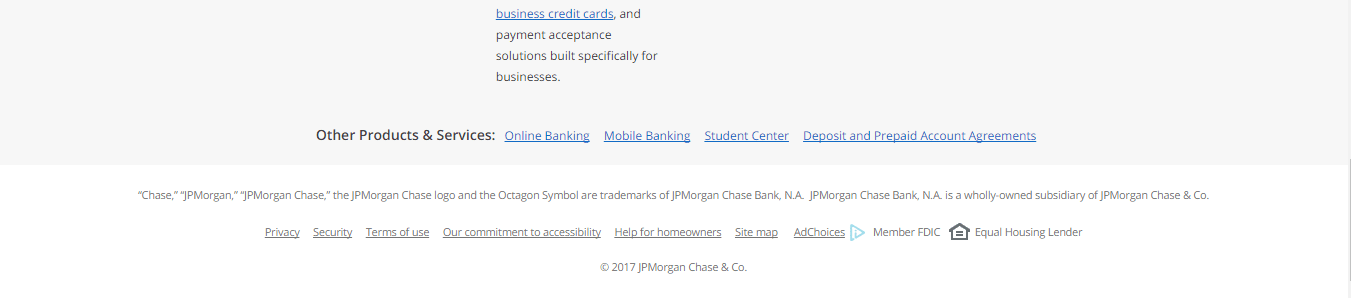 business credit cards, and
payment acceptance
solutions built specifically for
businesses.
Other Products & Services: Online Banking Mobile Banking Student Center Deposit and Prepaid Account Agreements
“Chase,” “JPMorgan,” “JPMorgan Chase,” the JPMorgan Chase logo and the Octagon Symbol are trademarks of JPMorgan Chase Bank, N.A. JPMorgan Chase Bank, N.A. is a wholly-owned subsidiary of JPMorgan Chase & Co.
Privacy Security Terms of use Our commitment to accessibility Help for homeowners Site map AdChoices Member FDIC Equal Housing Lender
© 2017 JPMorgan Chase & Co.